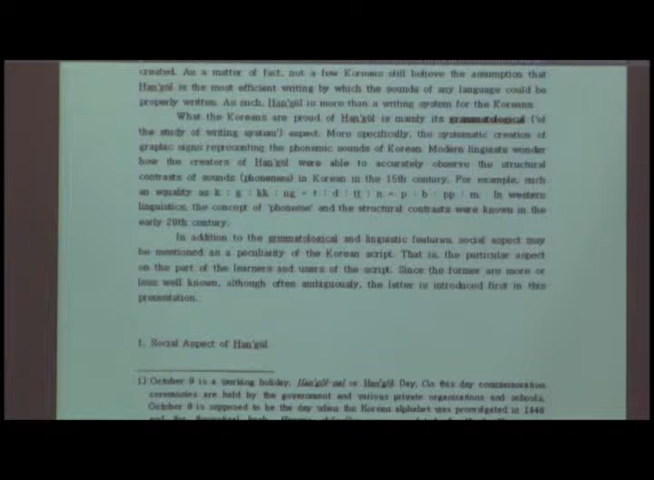 created. As a matter of fact, not a few Koreans still believe the assumption that
Han'gŭl is the most efficient writing by which the sounds of any language could be
properly written. As such, Han'gŭl is more than a writing system for the Koreans.
What the Koreans are proud of Han'gŭl is mainly its grammatological ('of
the study of writing system') aspect. More specifically, the systematic creation of
graphic signs representing the phonemic sounds of Korean. Modern linguists wonder
how the creators of Han'gŭl were able to accurately observe the structural
contrasts of sounds (phonemes) in Korean in the 15th century. For example, such
an equality as k : g : kk : ng = t : d : tt : n = p : b : pp : m. In western
linguistics, the concept of 'phoneme' and the structural contrasts were known in the
early 20th century.
In addition to the grammatological and linguistic features, social aspect may
be mentioned as a peculiarity of the Korean script. That is, the particular aspect
on the part of the learners and users of the script. Since the former are more or
less well known, although often ambiguously, the latter is introduced first in this
presentation.
1. Social Aspect of Han'gŭl
1) October 9 is a working holiday, Han'gŭl-nal or Han'gŭl Day. On this day commemoration
ceremonies are held by the government and various private organizations and schools.
October 9 is supposed to be the day when the Korean alphabet was promulgated in 1446